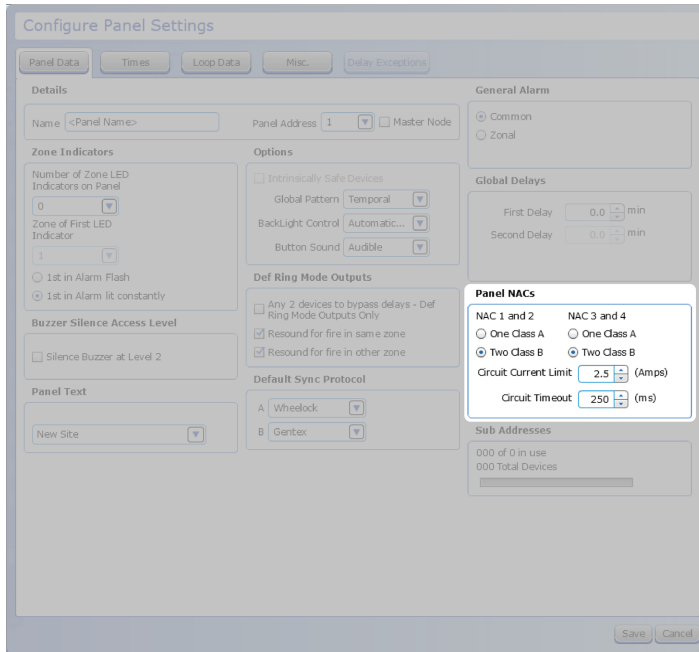 Configure Panel Settings
Panel Data
Times
Loop Data
Misc.
Delay Exceptions
Details
Name <Panel Name>
Panel Address 1
Master Node
Zone Indicators
Number of Zone LED
Indicators on Panel
0
Zone of First LED
Indicator
1
1st in Alarm Flash
1st in Alarm lit constantly
Buzzer Silence Access Level
Silence Buzzer at Level 2
Panel Text
New Site
Options
Intrinsically Safe Devices
Global Pattern Temporal
BackLight Control Automatic...
Button Sound Audible
Def Ring Mode Outputs
Any 2 devices to bypass delays - Def
Ring Mode Outputs Only
Resound for fire in same zone
Resound for fire in other zone
Default Sync Protocol
A Wheelock
B Gentex
General Alarm
Common
Zonal
Global Delays
First Delay 0.0 min
Second Delay 0.0 min
Panel NACs
NAC 1 and 2 NAC 3 and 4
One Class A One Class A
Two Class B Two Class B
Circuit Current Limit 2.5 (Amps)
Circuit Timeout 250 (ms)
Sub Addresses
000 of 0 in use
000 Total Devices
Save Cancel